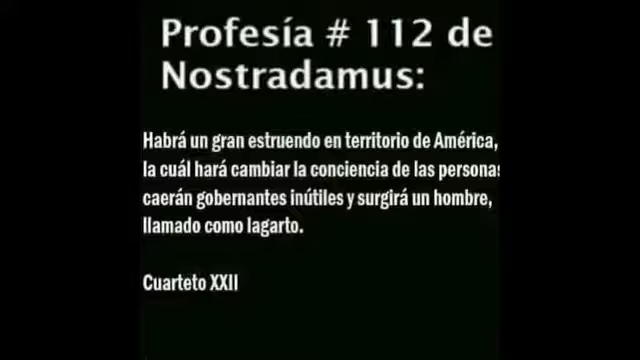 Profesía # 112 de
Nostradamus:
Habrá un gran estruendo en territorio de América,
la cuál hará cambiar la conciencia de las personas
caerán gobernantes inútiles y surgirá un hombre,
llamado como lagarto.
Cuarteto XXII